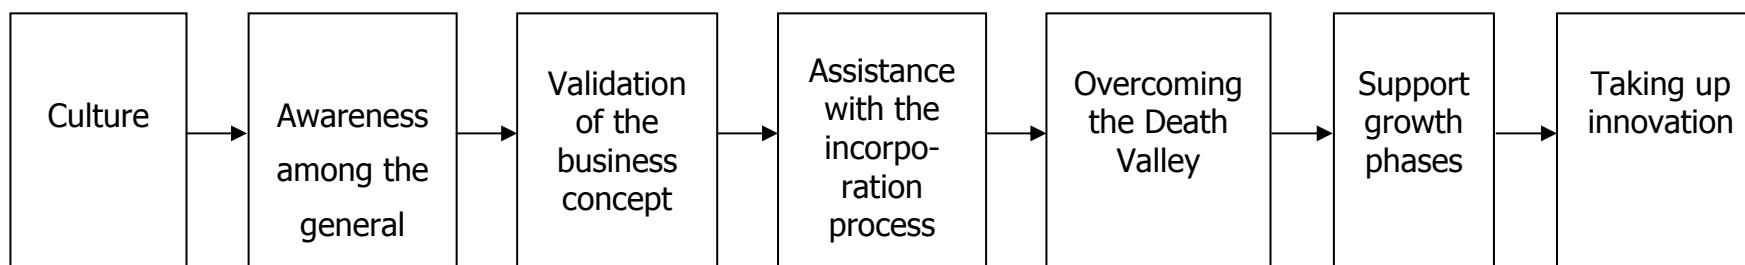 Culture
Awareness
among the
general
Validation
of the
business
concept
Assistance
with the
incorpo-
ration
process
Overcoming
the Death
Valley
Support
growth
phases
Taking up
innovation